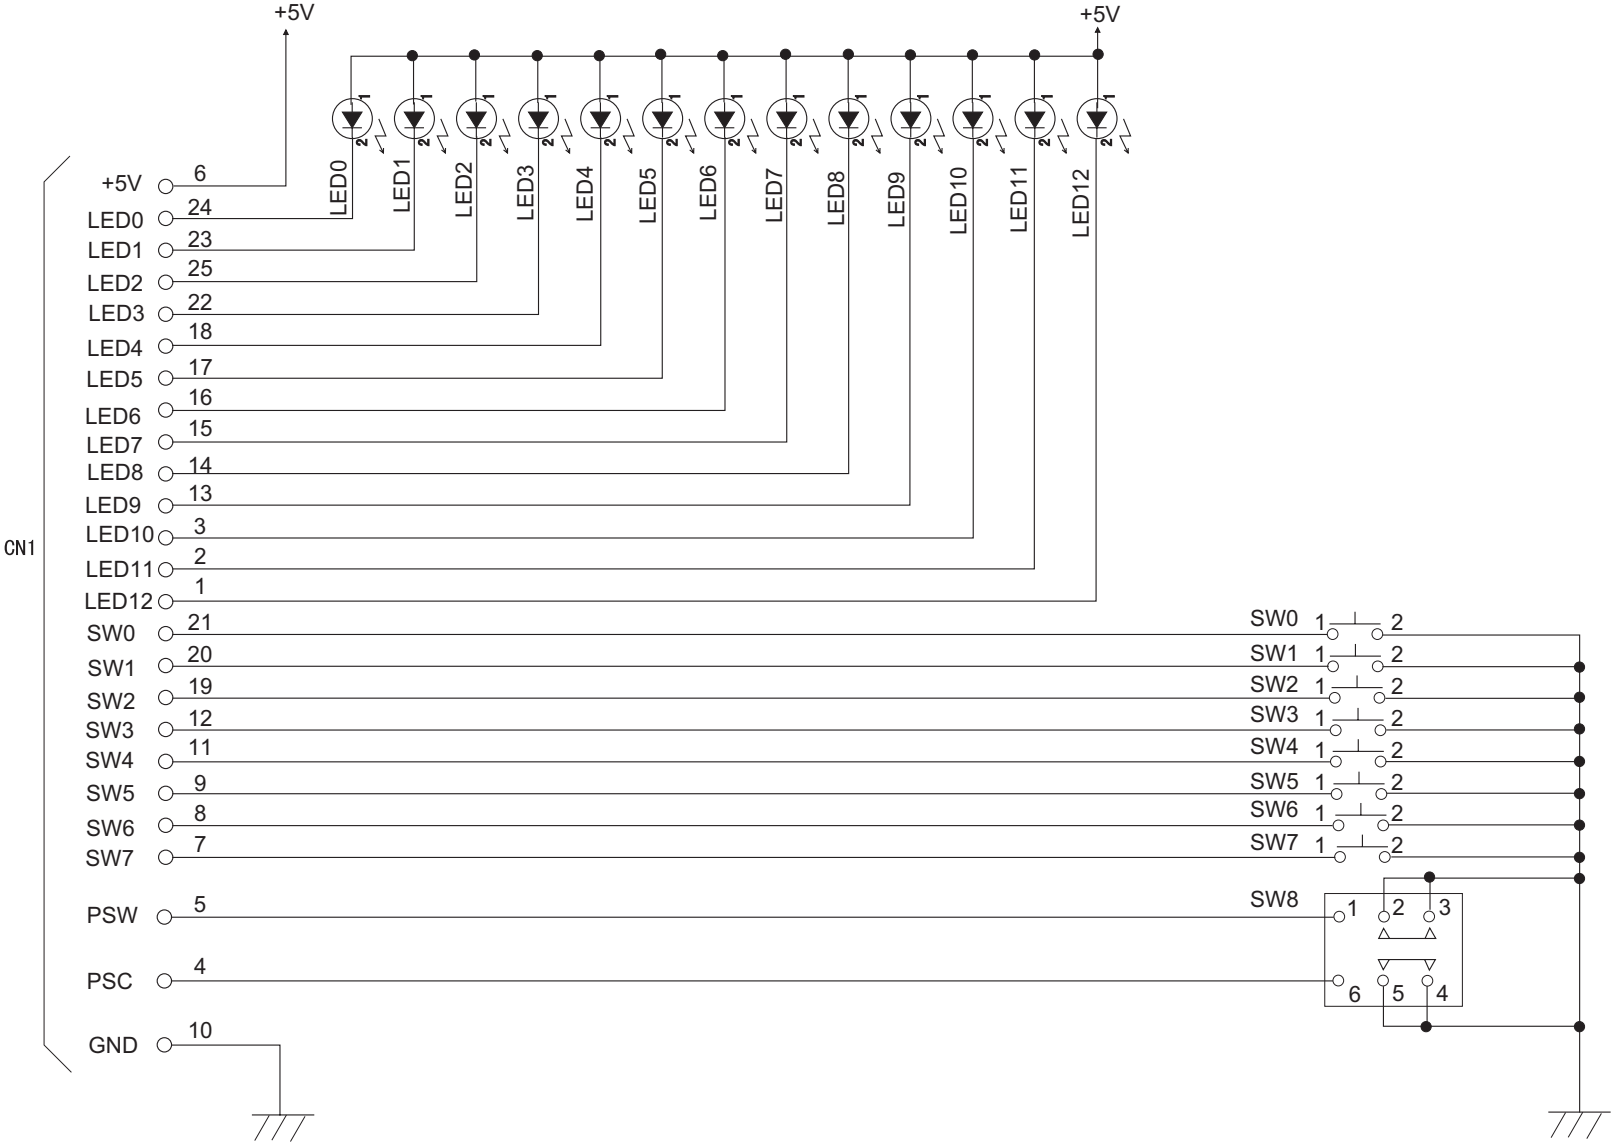 +5V
+5V
1 1 1 1 1 1 1 1 1 1 1 1 1
2 2 2 2 2 2 2 2 2 2 2 2 2
LED0 LED1 LED2 LED3 LED4 LED5 LED6 LED7 LED8 LED9 LED10 LED11 LED12
CN1
+5V 6
LED0 24
LED1 23
LED2 25
LED3 22
LED4 18
LED5 17
LED6 16
LED7 15
LED8 14
LED9 13
LED10 3
LED11 2
LED12 1
SW0 21 SW0 1 2
SW1 20 SW1 1 2
SW2 19 SW2 1 2
SW3 12 SW3 1 2
SW4 11 SW4 1 2
SW5 9 SW5 1 2
SW6 8 SW6 1 2
SW7 7 SW7 1 2
PSW 5 SW8 1 2 3
PSC 4 6 5 4
GND 10